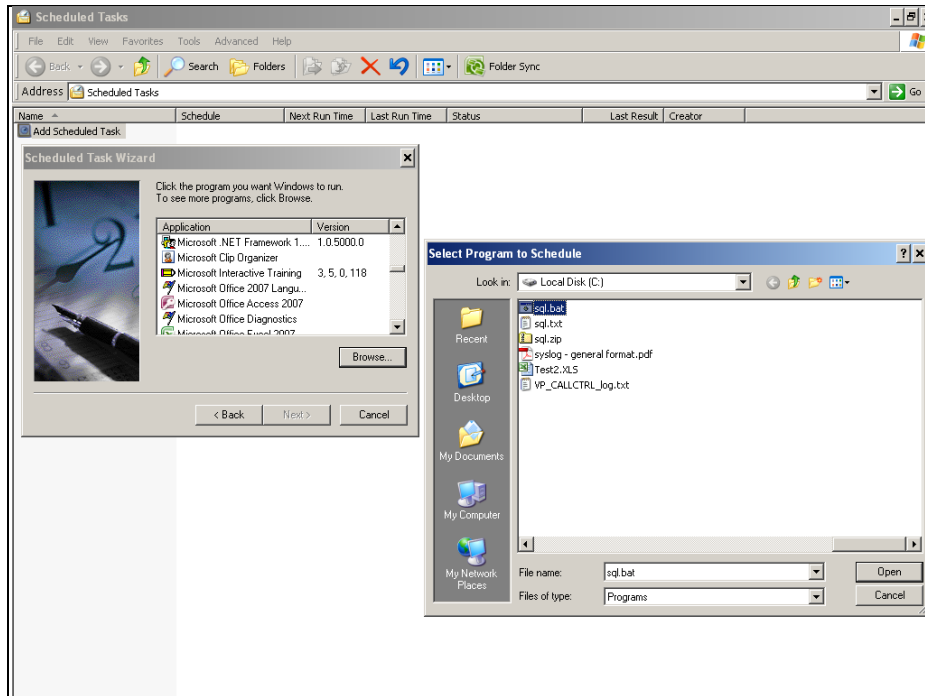 Scheduled Tasks
File Edit View Favorites Tools Advanced Help
Back Search Folders Folder Sync
Address Scheduled Tasks Go
Name Schedule Next Run Time Last Run Time Status Last Result Creator
Add Scheduled Task
Scheduled Task Wizard
Click the program you want Windows to run.
To see more programs, click Browse.
Application Version
Microsoft .NET Framework 1.... 1.0.5000.0
Microsoft Clip Organizer
Microsoft Interactive Training 3, 5, 0, 118
Microsoft Office 2007 Langu...
Microsoft Office Access 2007
Microsoft Office Diagnostics
Microsoft Office Excel 2007
Browse...
< Back Next > Cancel
Select Program to Schedule
Look in: Local Disk (C:)
Recent
Desktop
My Documents
My Computer
My Network Places
sql.bat
sql.txt
sql.zip
syslog - general format.pdf
Test2.XLS
VP_CALLCTRL_log.txt
File name: sql.bat Open
Files of type: Programs Cancel